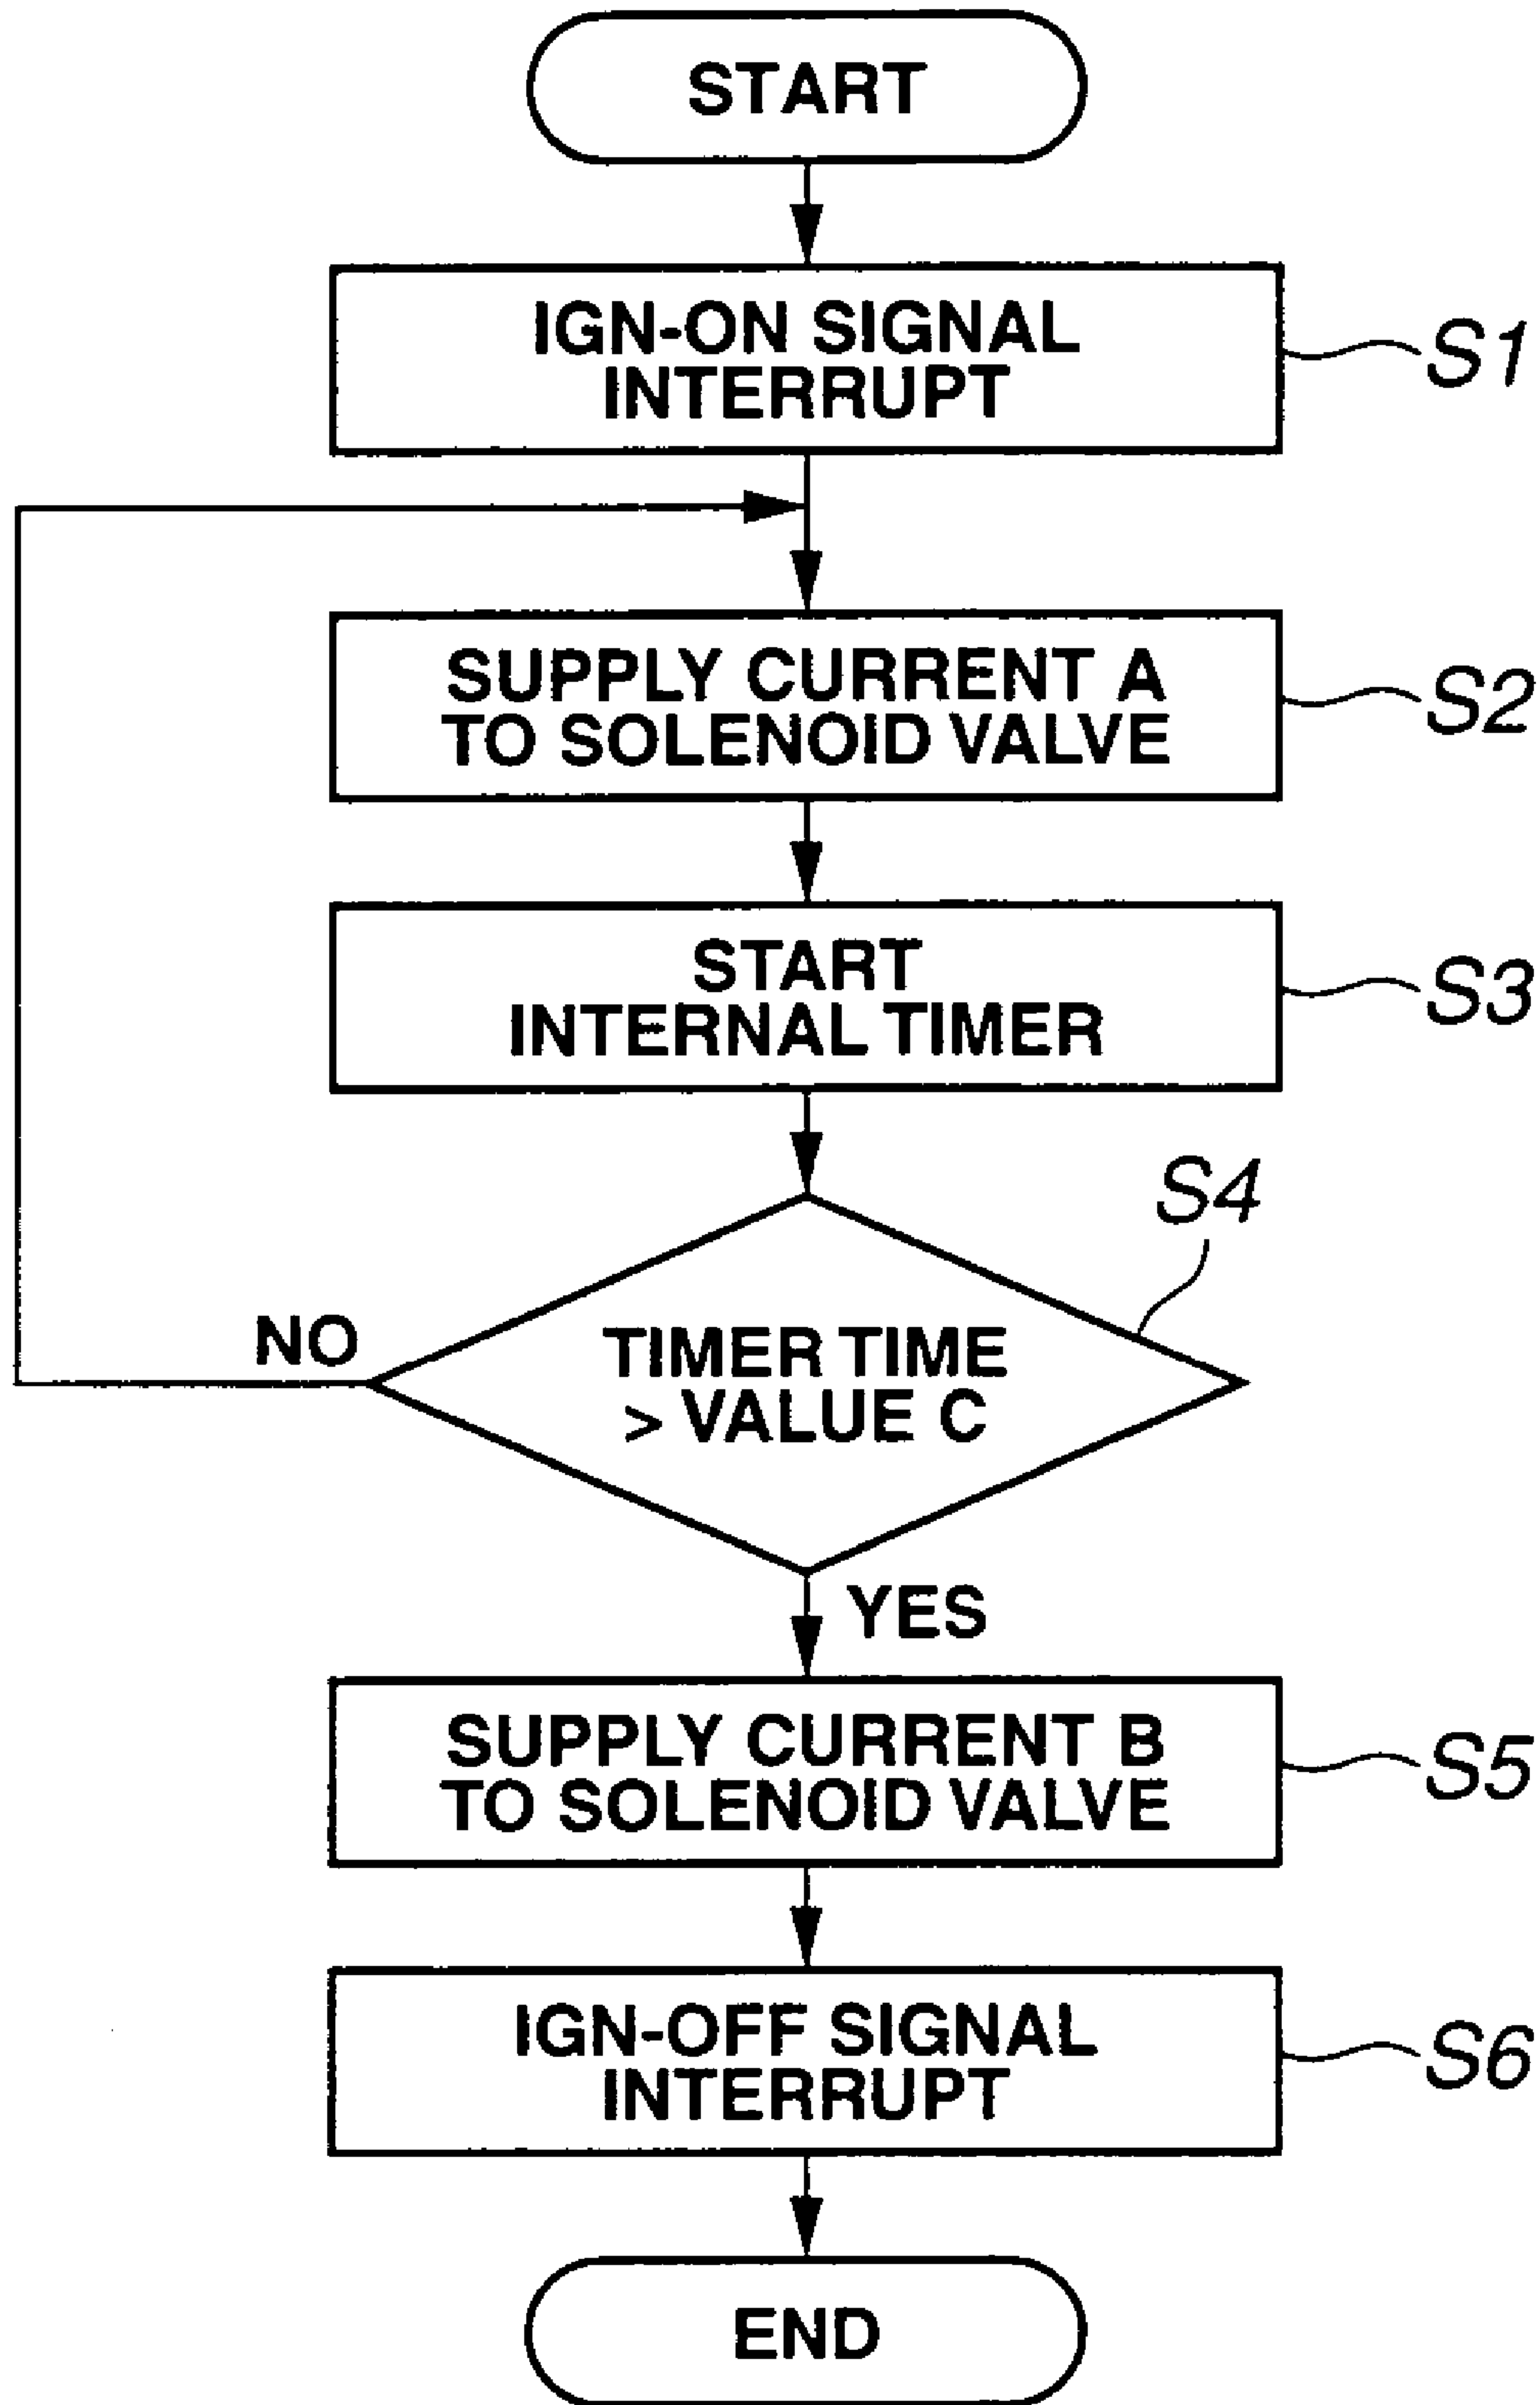 START
IGN-ON SIGNAL
INTERRUPT
S1
SUPPLY CURRENT A
TO SOLENOID VALVE
S2
START
INTERNAL TIMER
S3
S4
NO
TIMER TIME
> VALUE C
YES
SUPPLY CURRENT B
TO SOLENOID VALVE
S5
IGN-OFF SIGNAL
INTERRUPT
S6
END